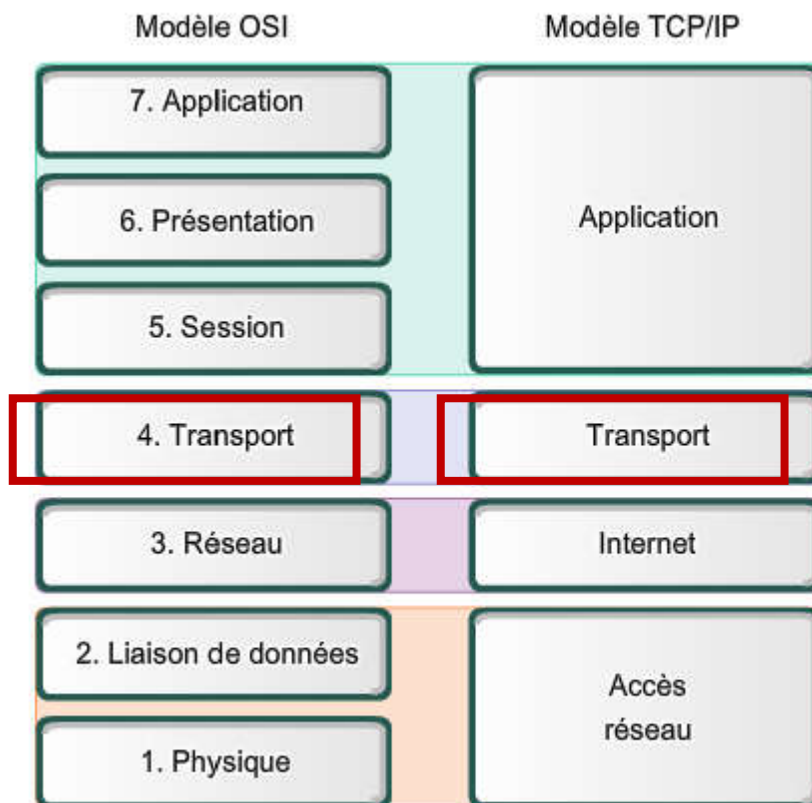 Modèle OSI
Modèle TCP/IP
7. Application
6. Présentation
5. Session
Application
4. Transport
Transport
3. Réseau
Internet
2. Liaison de données
1. Physique
Accès
réseau